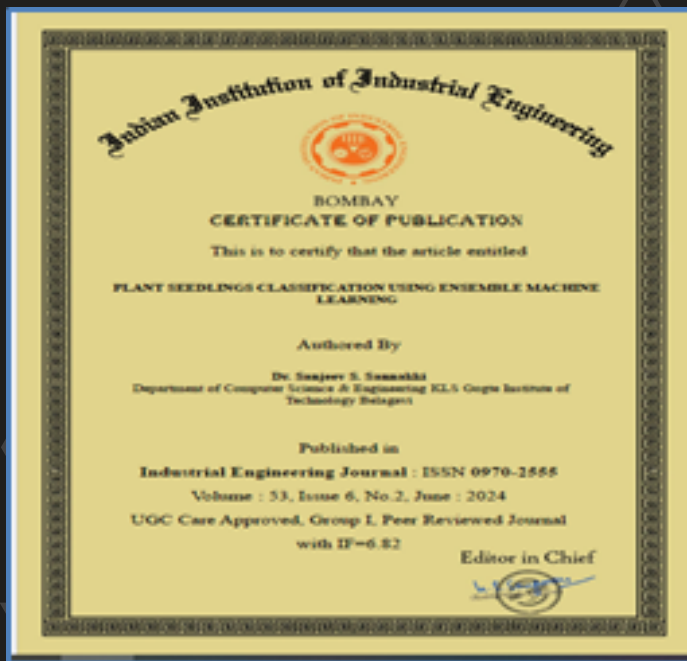 Indian Institution of Industrial Engineering
BOMBAY
CERTIFICATE OF PUBLICATION
This is to certify that the article entitled
PLANT SEEDLINGS CLASSIFICATION USING ENSEMBLE MACHINE
LEARNING
Authored By
Dr. Sanjeev S. Sannakki
Department of Computer Science & Engineering KLS Gogte Institute of
Technology Belagavi
Published in
Industrial Engineering Journal : ISSN 0970-2555
Volume : 53, Issue 6, No.2, June : 2024
UGC Care Approved, Group I, Peer Reviewed Journal
with IF=6.82
Editor in Chief